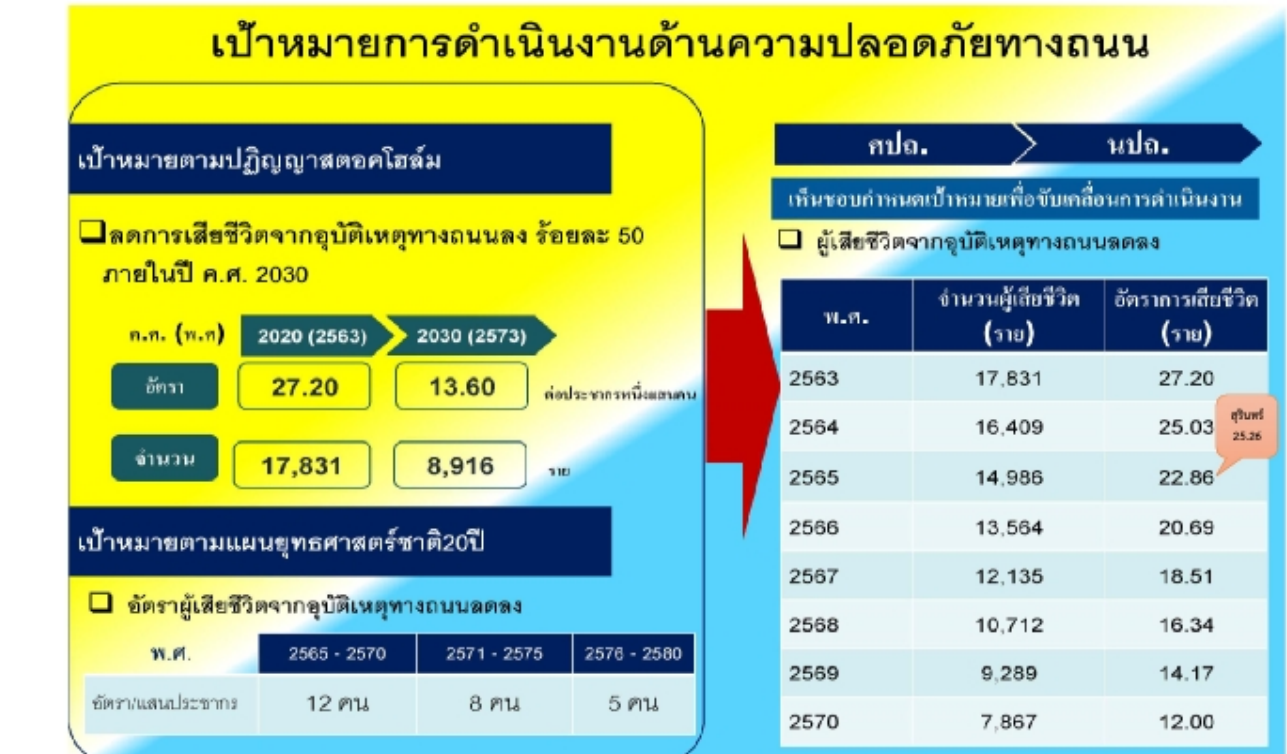 เป้าหมายการดำเนินงานด้านความปลอดภัยทางถนน
เป้าหมายตามปฏิญญาสตอคโฮล์ม
ลดการเสียชีวิตจากอุบัติเหตุทางถนนลง ร้อยละ 50
ภายในปี ค.ศ. 2030
ค.ศ. (พ.ศ) 2020 (2563) 2030 (2573)
อัตรา 27.20 13.60 ต่อประชากรหนึ่งแสนคน
จำนวน 17,831 8,916 ราย
เป้าหมายตามแผนยุทธศาสตร์ชาติ20ปี
อัตราผู้เสียชีวิตจากอุบัติเหตุทางถนนลดลง
พ.ศ. 2565 - 2570 2571 - 2575 2576 - 2580
อัตรา/แสนประชากร 12 คน 8 คน 5 คน
ศปถ. นปถ.
เห็นชอบกำหนดเป้าหมายเพื่อขับเคลื่อนการดำเนินงาน
ผู้เสียชีวิตจากอุบัติเหตุทางถนนลดลง
พ.ศ. จำนวนผู้เสียชีวิต (ราย) อัตราการเสียชีวิต (ราย)
2563 17,831 27.20
2564 16,409 25.03
สุรินทร์
25.26
2565 14,986 22.86
2566 13,564 20.69
2567 12,135 18.51
2568 10,712 16.34
2569 9,289 14.17
2570 7,867 12.00